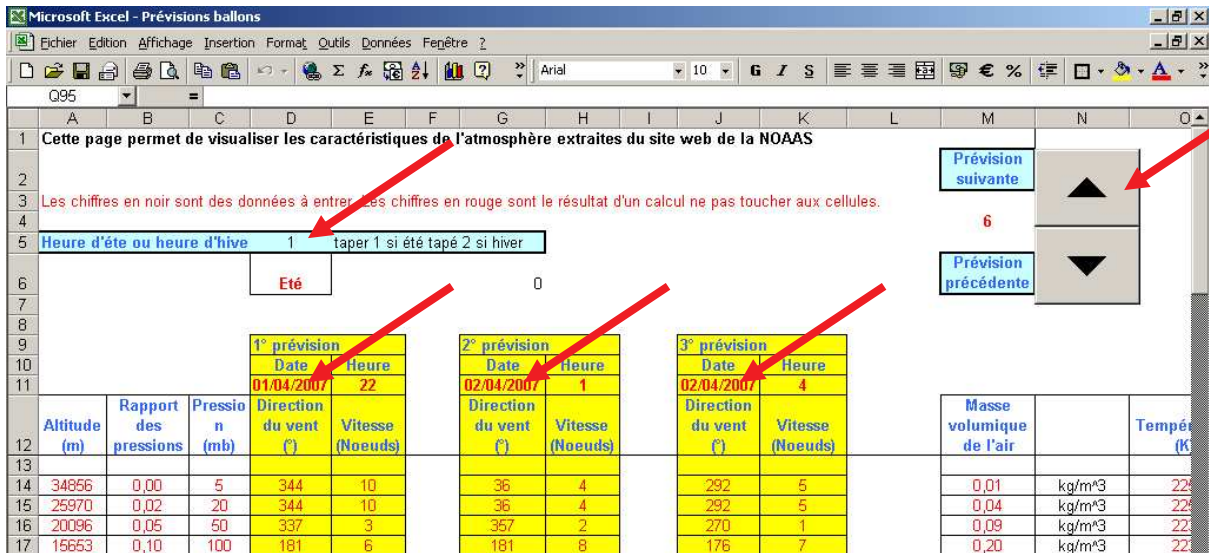 Microsoft Excel - Prévisions ballons
Fichier Edition Affichage Insertion Format Outils Données Fenêtre ?
Arial 10 G I S € %
Q95 =
A B C D E F G H I J K L M N O
1 Cette page permet de visualiser les caractéristiques de l'atmosphère extraites du site web de la NOAAS
Prévision
2 suivante
3 Les chiffres en noir sont des données à entrer. Les chiffres en rouge sont le résultat d'un calcul ne pas toucher aux cellules.
4 6
5 Heure d'éte ou heure d'hive 1 taper 1 si été tapé 2 si hiver
Prévision
6 Eté 0 précédente
7
8
9 1° prévision 2° prévision 3° prévision
10 Date Heure Date Heure Date Heure
11 01/04/2007 22 02/04/2007 1 02/04/2007 4
Rapport Pressio Direction Direction Direction Masse
Altitude des n du vent Vitesse du vent Vitesse du vent Vitesse volumique Tempér
12 (m) pressions (mb) (°) (Noeuds) (°) (Noeuds) (°) (Noeuds) de l'air (K
13
14 34856 0,00 5 344 10 36 4 292 5 0,01 kg/m^3
15 25970 0,02 20 344 10 36 4 292 5 0,04 kg/m^3
16 20096 0,05 50 337 3 357 2 270 1 0,09 kg/m^3
17 15653 0,10 100 181 6 181 8 176 7 0,20 kg/m^3